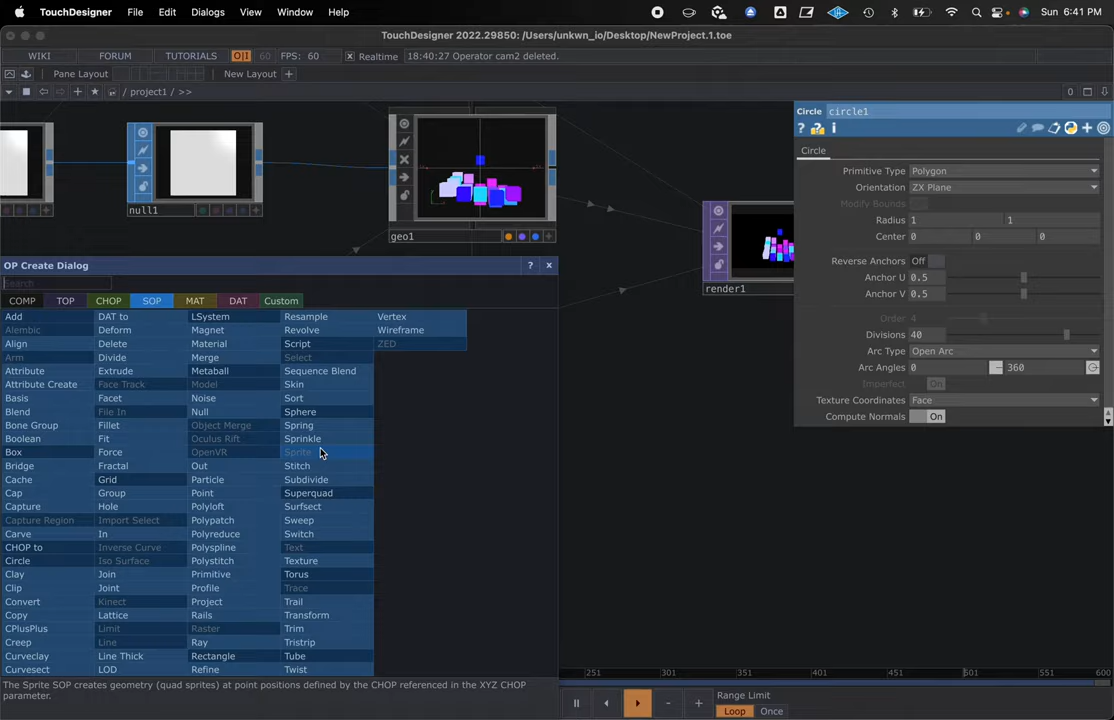 TouchDesigner File Edit Dialogs View Window Help Sun 6:41 PM
TouchDesigner 2022.29850: /Users/unkwn_io/Desktop/NewProject.1.toe
WIKI FORUM TUTORIALS O|I 60 FPS: 60 Realtime 18:40:27 Operator cam2 deleted.
Pane Layout New Layout +
/ project1 / >> 0
null1
geo1
render1
Circle circle1
? ? i
Circle
Primitive Type Polygon
Orientation ZX Plane
Modify Bounds
Radius 1 1
Center 0 0 0
Reverse Anchors Off
Anchor U 0.5
Anchor V 0.5
Order 4
Divisions 40
Arc Type Open Arc
Arc Angles 0 360
Imperfect On
Texture Coordinates Face
Compute Normals On
OP Create Dialog ? x
Search
COMP TOP CHOP SOP MAT DAT Custom
Add DAT to LSystem Resample Vertex
Alembic Deform Magnet Revolve Wireframe
Align Delete Material Script ZED
Arm Divide Merge Select
Attribute Extrude Metaball Sequence Blend
Attribute Create Face Track Model Skin
Basis Facet Noise Sort
Blend File In Null Sphere
Bone Group Fillet Object Merge Spring
Boolean Fit Oculus Rift Sprinkle
Box Force OpenVR Sprite
Bridge Fractal Out Stitch
Cache Grid Particle Subdivide
Cap Group Point Superquad
Capture Hole Polyloft Surfsect
Capture Region Import Select Polypatch Sweep
Carve In Polyreduce Switch
CHOP to Inverse Curve Polyspline Text
Circle Iso Surface Polystitch Texture
Clay Join Primitive Torus
Clip Joint Profile Trace
Convert Kinect Project Trail
Copy Lattice Rails Transform
CPlusPlus Limit Raster Trim
Creep Line Ray Tristrip
Curveclay Line Thick Rectangle Tube
Curvesect LOD Refine Twist
The Sprite SOP creates geometry (quad sprites) at point positions defined by the CHOP referenced in the XYZ CHOP
parameter.
251 301 351 401 451 501 551 600
Range Limit
Loop Once